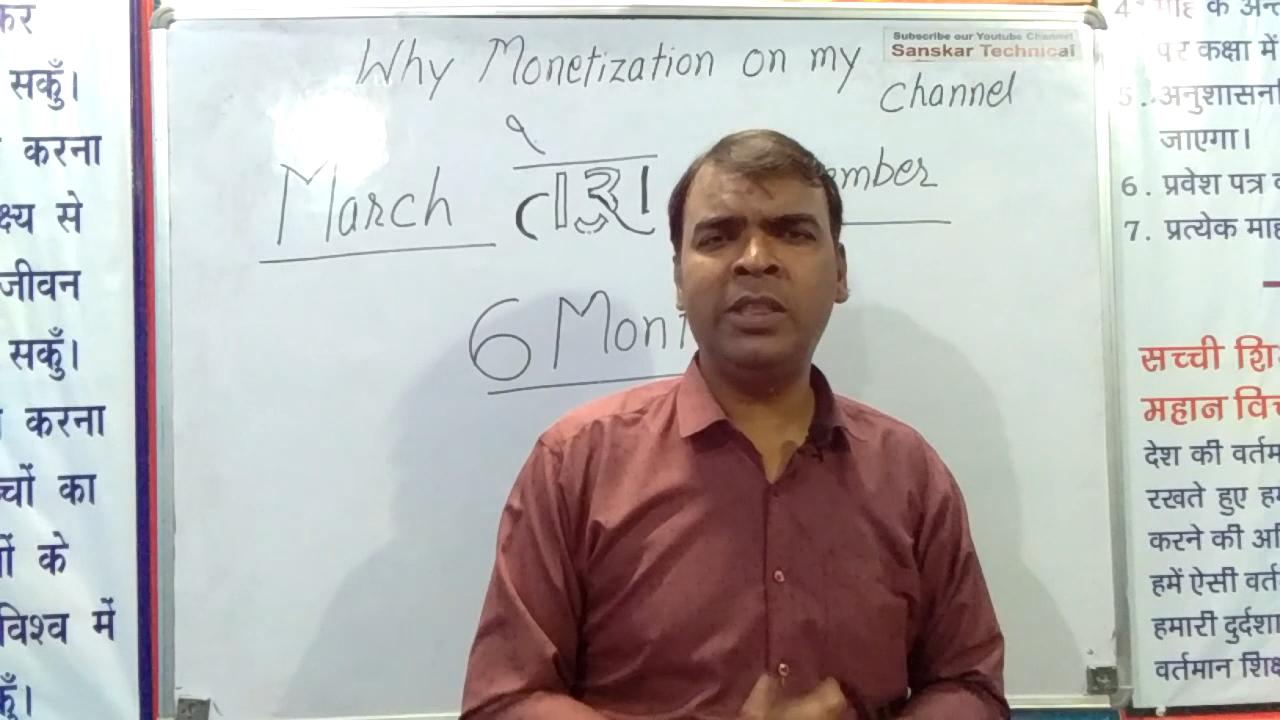 कर
सकूँ।
करना
क्ष्य से
जीवन
सकूँ।
करना
च्चों का
के
विश्व में
Why Monetization on my
channel
Subscribe our Youtube Channel
Sanskar Technical
March
ember
6 Mon
के
पर कक्षा में
5. अनुशासन
जाएगा।
6. प्रवेश पत्र
7. प्रत्येक माह
सच्ची शि
महान वि
देश की वर्तम
रखते हुए
करने की
हमें ऐसी वर्त
हमारी दुर्दशा
वर्तमान शिक्ष